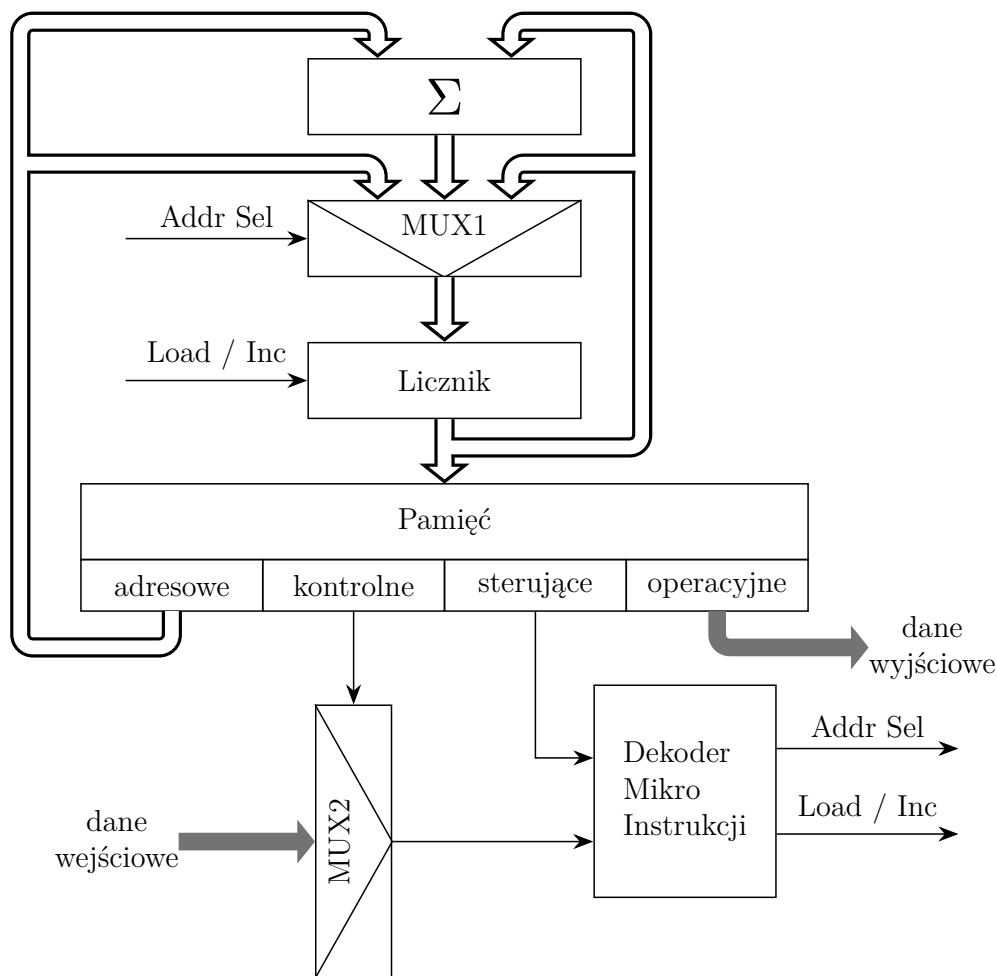 Σ
Addr Sel
MUX1
Load / Inc
Licznik
Pamięć
adresowe
kontrolne
sterujące
operacyjne
dane
wyjściowe
Addr Sel
Dekoder
Mikro
Instrukcji
Load / Inc
dane
wejściowe
MUX2